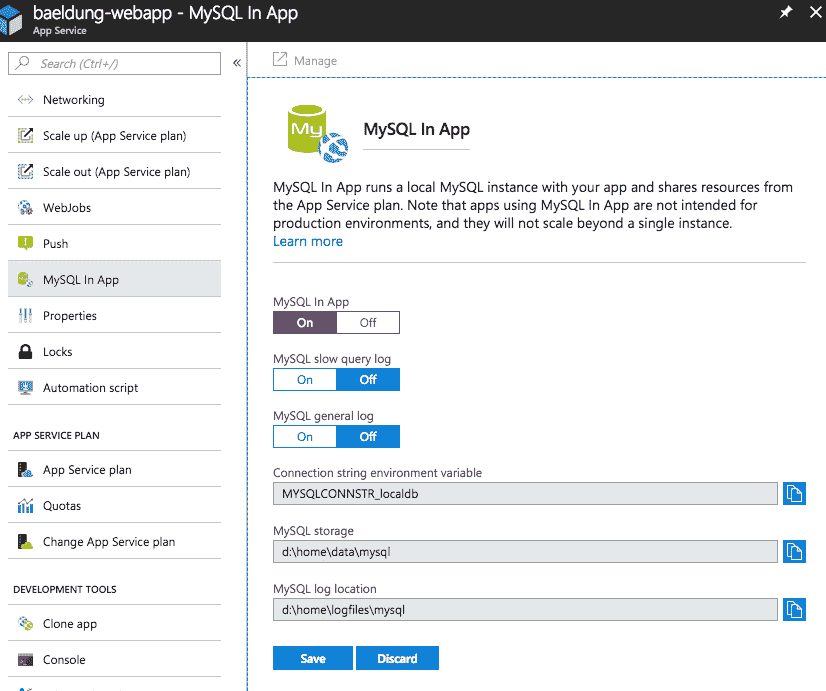 baeldung-webapp - MySQL In App
App Service
Search (Ctrl+/)
Networking
Scale up (App Service plan)
Scale out (App Service plan)
WebJobs
Push
MySQL In App
Properties
Locks
Automation script
APP SERVICE PLAN
App Service plan
Quotas
Change App Service plan
DEVELOPMENT TOOLS
Clone app
Console
Manage
My
MySQL In App
MySQL In App runs a local MySQL instance with your app and shares resources from
the App Service plan. Note that apps using MySQL In App are not intended for
production environments, and they will not scale beyond a single instance.
Learn more
MySQL In App
On Off
MySQL slow query log
On Off
MySQL general log
On Off
Connection string environment variable
MYSQLCONNSTR_localdb
MySQL storage
d:\home\data\mysql
MySQL log location
d:\home\logfiles\mysql
Save Discard